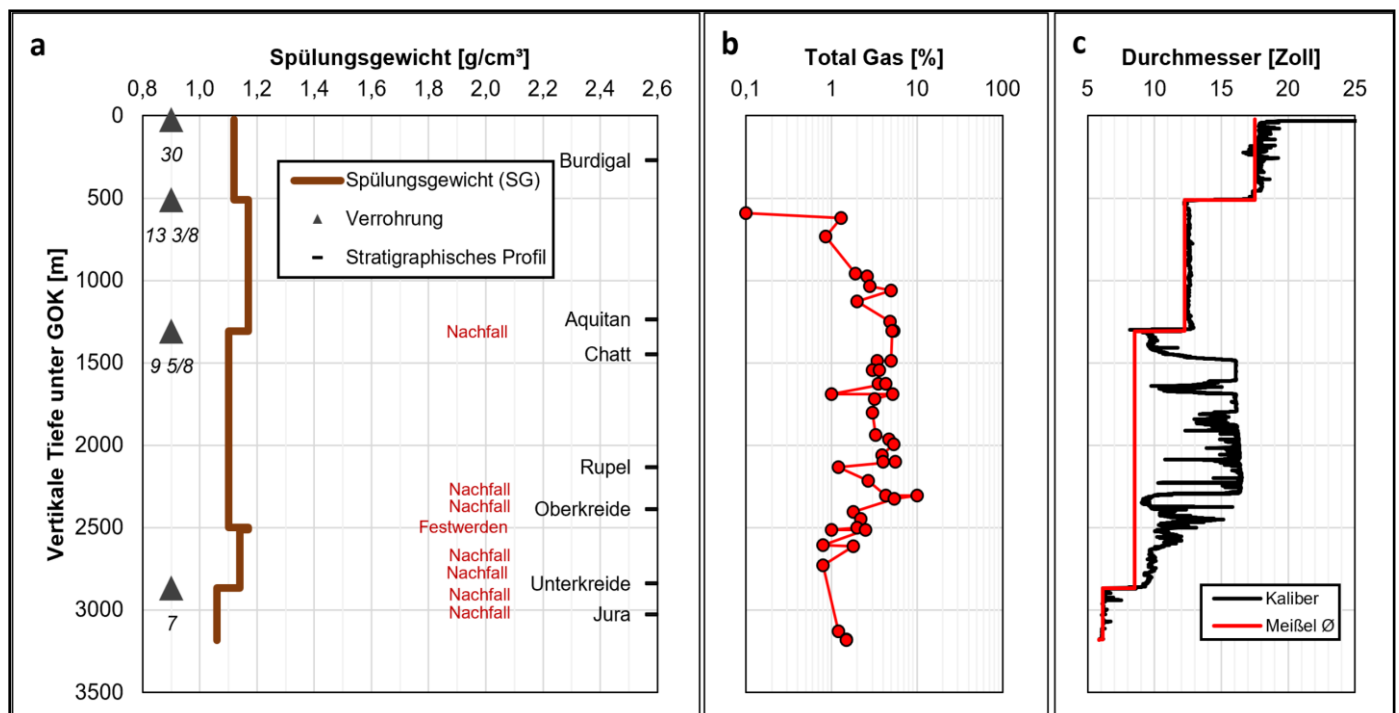 a
Spülungsgewicht [g/cm³]
0,8 1,0 1,2 1,4 1,6 1,8 2,0 2,2 2,4 2,6
Vertikale Tiefe unter GOK [m]
0
500
1000
1500
2000
2500
3000
3500
30
13 3/8
9 5/8
7
Spülungsgewicht (SG)
Verrohrung
Stratigraphisches Profil
Nachfall
Nachfall
Nachfall
Festwerden
Nachfall
Nachfall
Nachfall
Nachfall
Burdigal
Aquitan
Chatt
Rupel
Oberkreide
Unterkreide
Jura
b
Total Gas [%]
0,1 1 10 100
c
Durchmesser [Zoll]
5 10 15 20 25
Kaliber
Meißel Ø